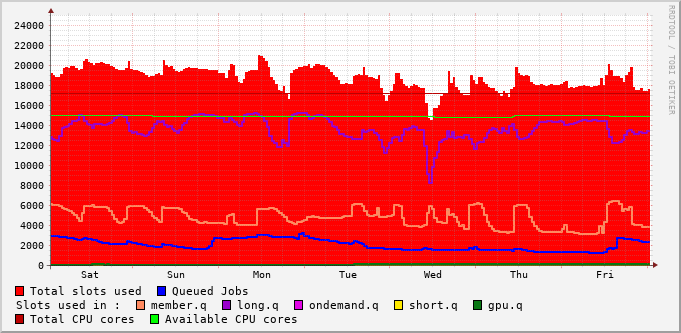 24000
22000
20000
18000
16000
14000
12000
10000
8000
6000
4000
2000
0
Sat Sun Mon Tue Wed Thu Fri
RRDTOOL / TOBI OETIKER
Total slots used Queued Jobs
Slots used in : member.q long.q ondemand.q short.q gpu.q
Total CPU cores Available CPU cores